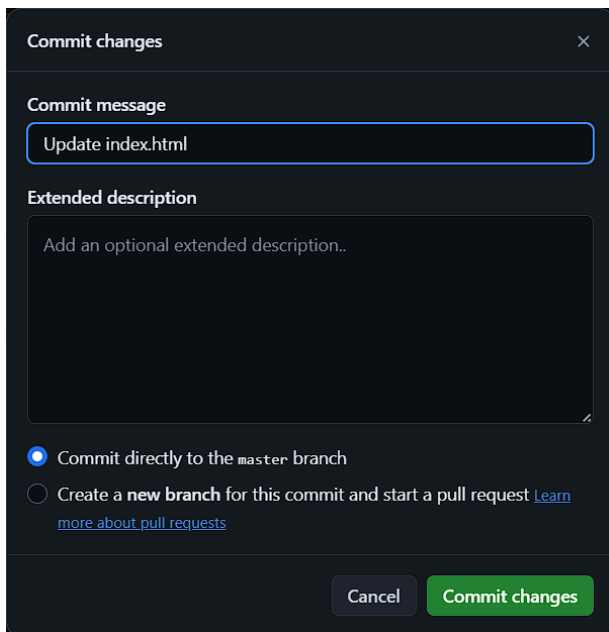 Commit changes
Commit message
Update index.html
Extended description
Add an optional extended description..
Commit directly to the master branch
Create a new branch for this commit and start a pull request Learn
more about pull requests
Cancel Commit changes